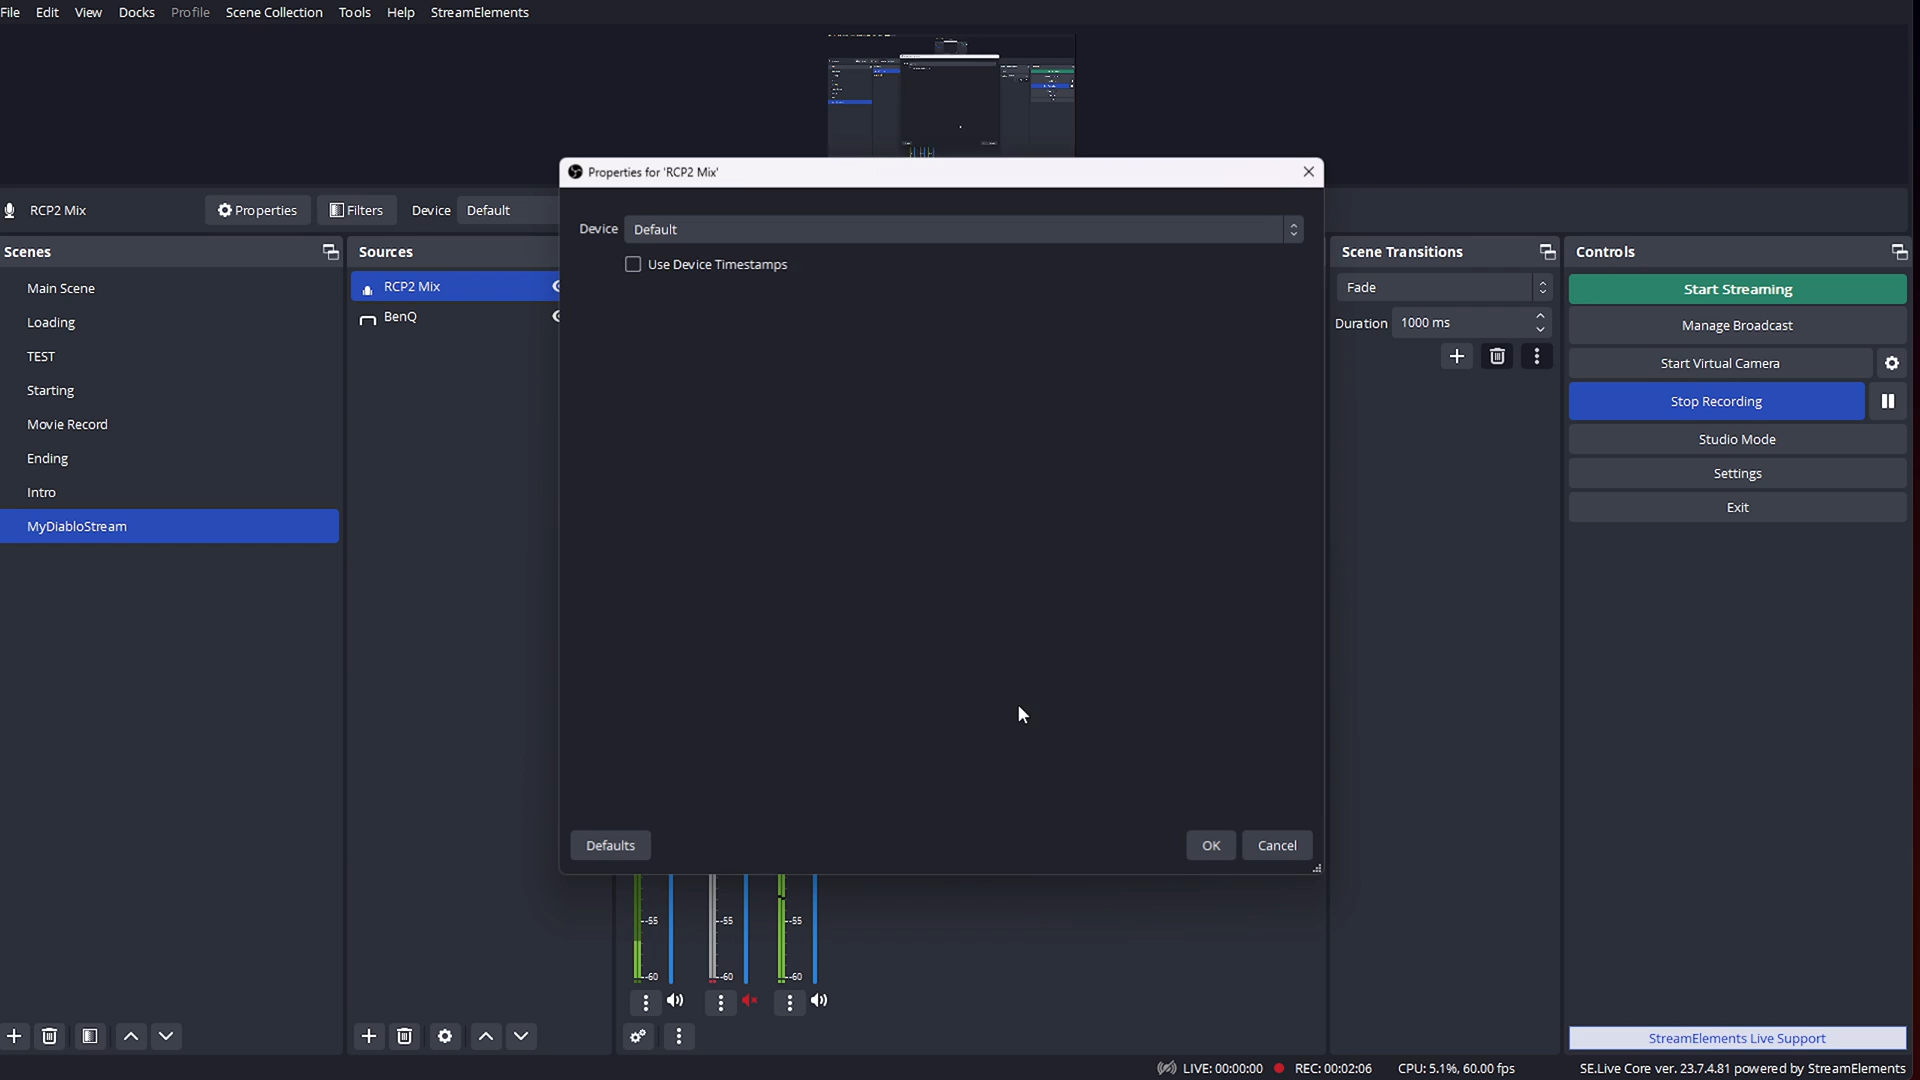 File Edit View Docks Profile Scene Collection Tools Help StreamElements
Properties for 'RCP2 Mix'
RCP2 Mix Properties Filters Device Default
Device Default
Use Device Timestamps
Defaults OK Cancel
Scenes
Main Scene
Loading
TEST
Starting
Movie Record
Ending
Intro
MyDiabloStream
Sources
RCP2 Mix
BenQ
-55 -55 -55
-60 -60 -60
Scene Transitions
Fade
Duration 1000 ms
Controls
Start Streaming
Manage Broadcast
Start Virtual Camera
Stop Recording
Studio Mode
Settings
Exit
StreamElements Live Support
LIVE: 00:00:00 REC: 00:02:06 CPU: 5.1%, 60.00 fps SE.Live Core ver. 23.7.4.81 powered by StreamElements